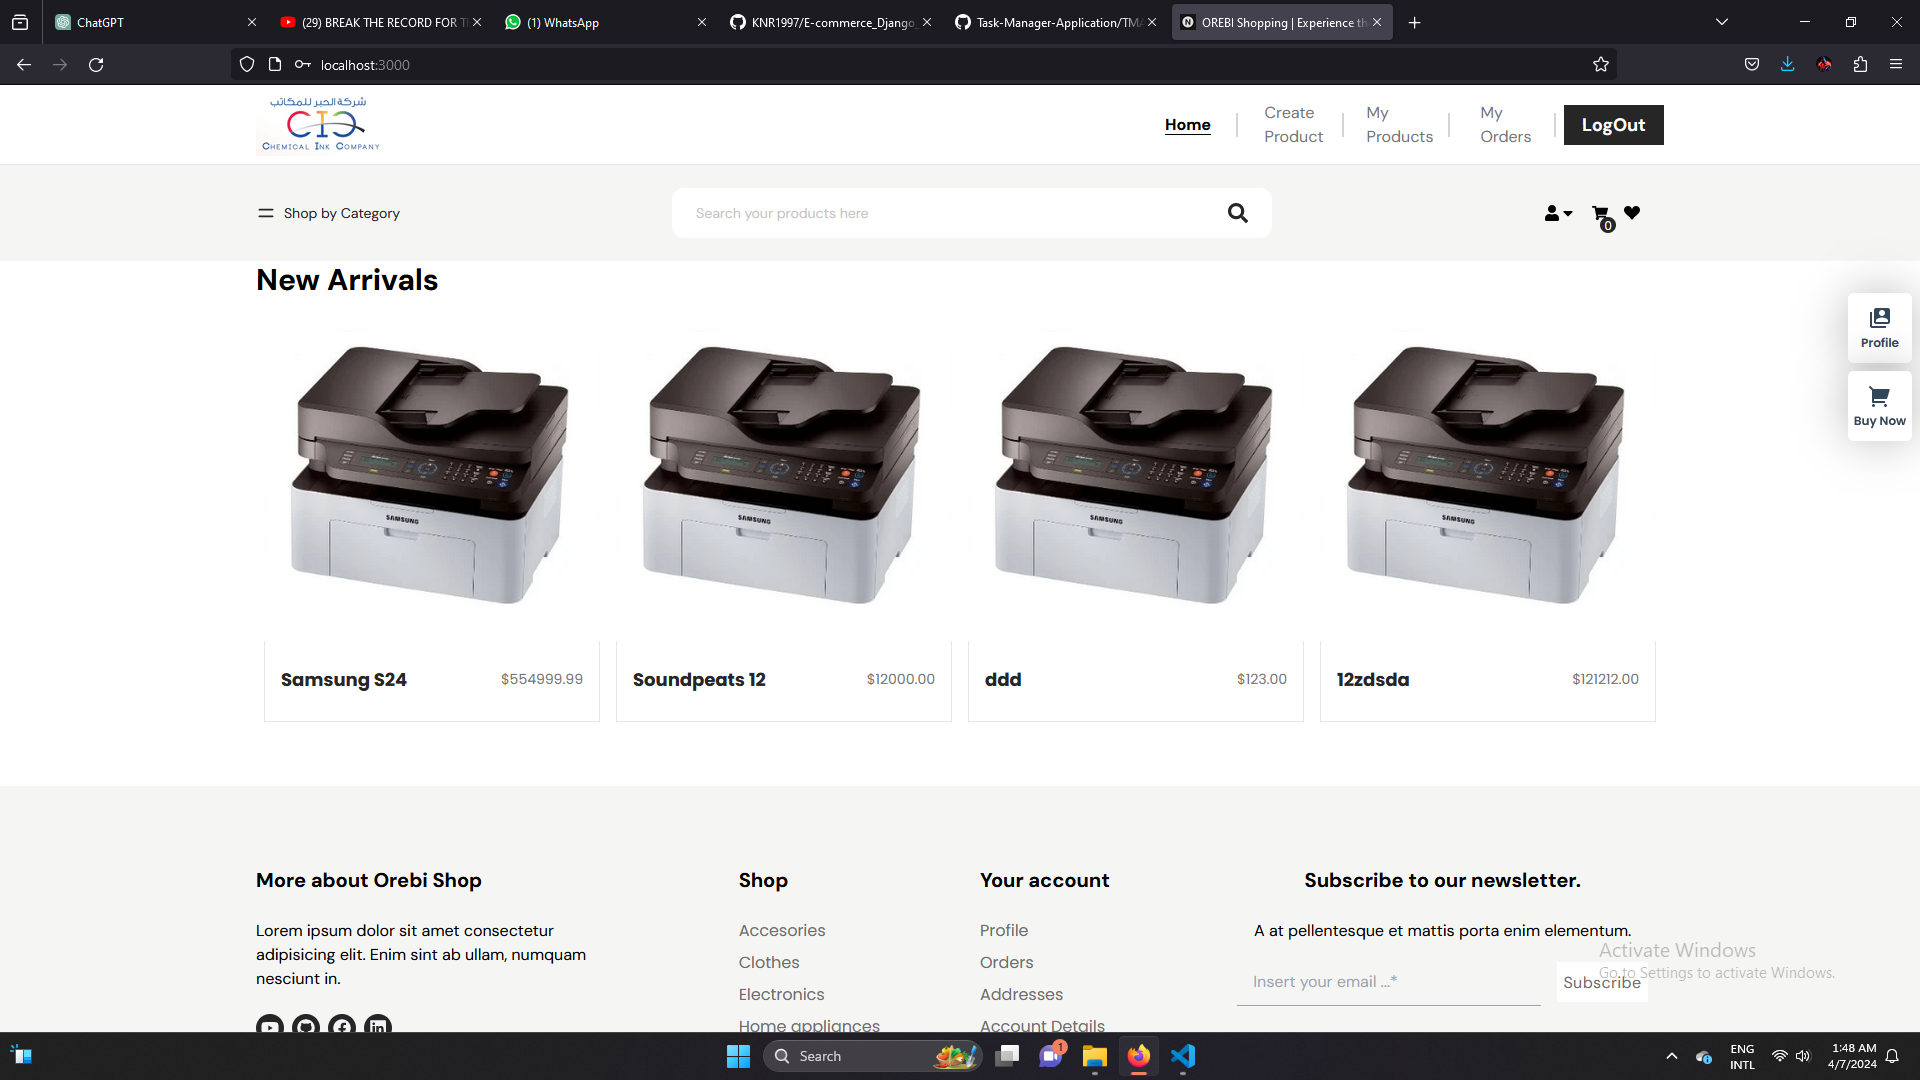 ChatGPT
(29) BREAK THE RECORD FOR T
(1) WhatsApp
KNR1997/E-commerce_Django_
Task-Manager-Application/TMA
OREBI Shopping | Experience th
localhost:3000
شركة الحبر للمكاتب
CIC
CHEMICAL INK COMPANY
Home
Create
Product
My
Products
My
Orders
LogOut
Shop by Category
Search your products here
0
New Arrivals
Profile
Buy Now
SAMSUNG
SAMSUNG
SAMSUNG
SAMSUNG
Samsung S24 $554999.99
Soundpeats 12 $12000.00
ddd $123.00
12zdsda $121212.00
More about Orebi Shop
Lorem ipsum dolor sit amet consectetur
adipisicing elit. Enim sint ab ullam, numquam
nesciunt in.
Shop
Accesories
Clothes
Electronics
Home appliances
Your account
Profile
Orders
Addresses
Account Details
Subscribe to our newsletter.
A at pellentesque et mattis porta enim elementum.
Insert your email ...*
Subscribe
Activate Windows
Go to Settings to activate Windows.
Search
1
ENG
INTL
1:48 AM
4/7/2024